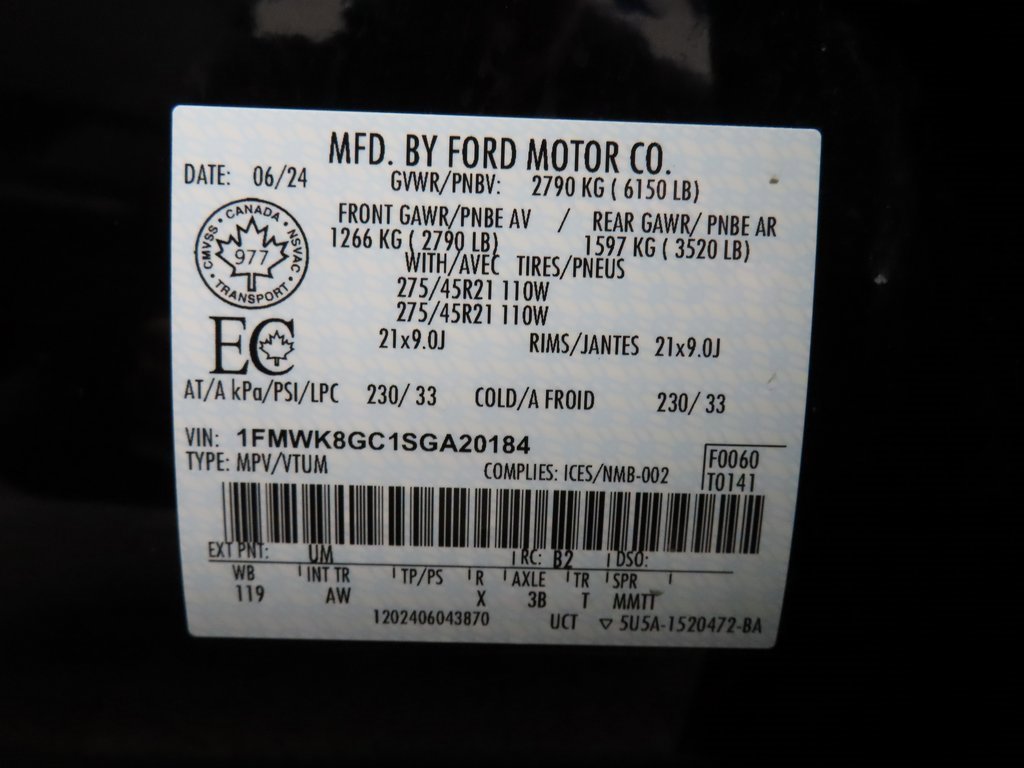 MFD. BY FORD MOTOR CO.
DATE: 06/24
GVWR/PNBV: 2790 KG ( 6150 LB)
FRONT GAWR/PNBE AV / REAR GAWR/ PNBE AR
1266 KG ( 2790 LB) 1597 KG ( 3520 LB)
WITH/AVEC TIRES/PNEUS
275/45R21 110W
275/45R21 110W
21x9.0J RIMS/JANTES 21x9.0J
CANADA
CMVSS NSVAC
977
TRANSPORT
EC
AT/A kPa/PSI/LPC 230/ 33 COLD/A FROID 230/ 33
VIN: 1FMWK8GC1SGA20184
TYPE: MPV/VTUM COMPLIES: ICES/NMB-002
F0060
T0141
EXT PNT: UM RC: B2 DSO:
WB INT TR TP/PS R AXLE TR SPR
119 AW X 3B T MMTT
1202406043870 UCT ▽ 5U5A-1520472-BA